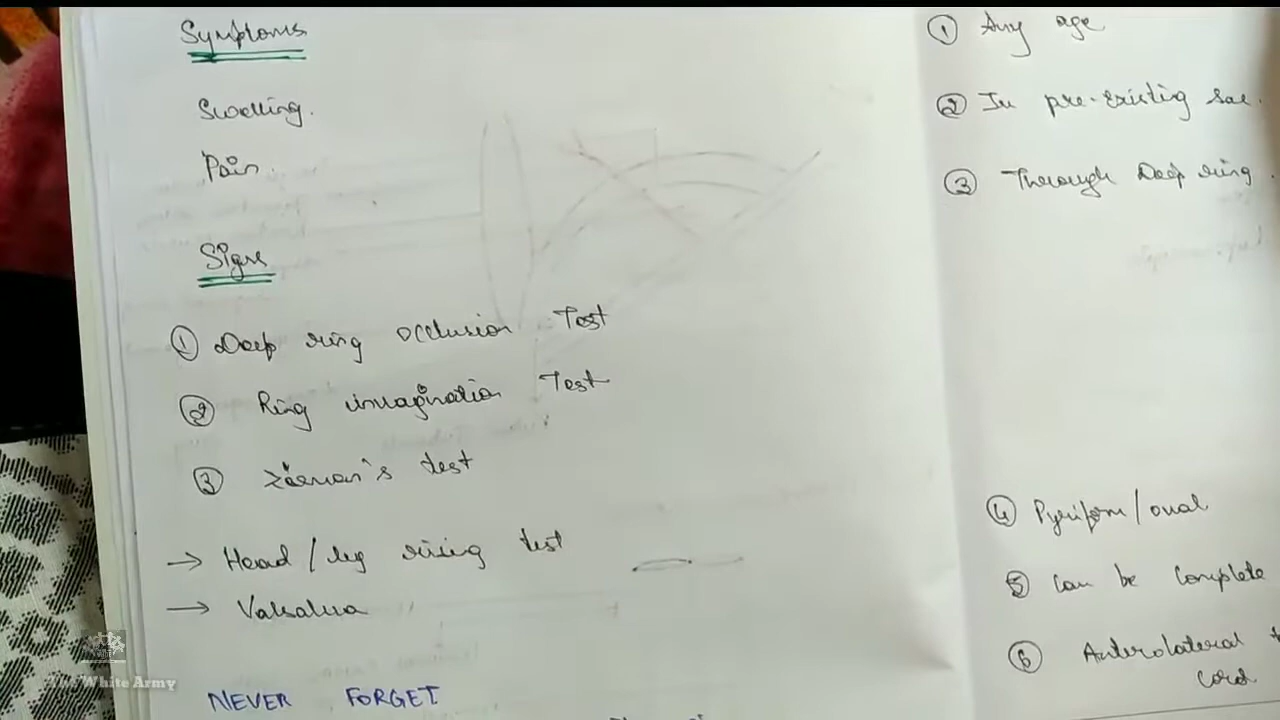 Symptoms
Swelling.
Pain.
Signs
① Deep ring occlusion Test
② Ring invagination Test
③ Zieman's test
→ Head / leg rising test
→ Valsalva
NEVER FORGET
① Any age
② In pre-existing sac.
③ Through Deep ring.
④ Pyriform / oval
⑤ Can be Complete
⑥ Anterolateral
cord
White Army